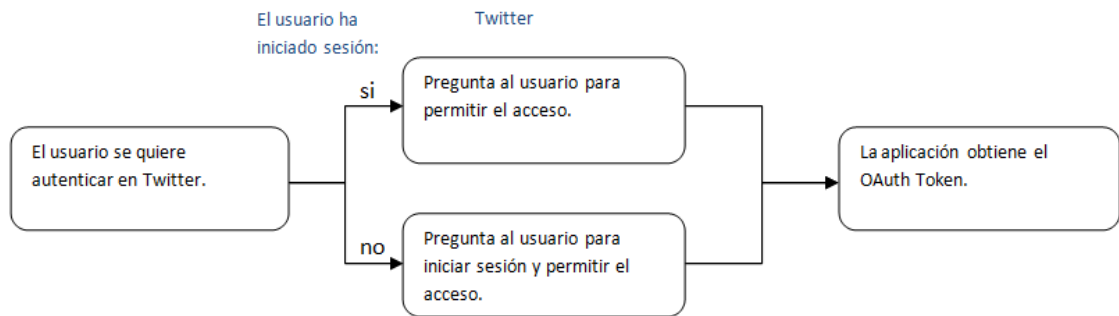 El usuario ha
iniciado sesión:
Twitter
si
Pregunta al usuario para
permitir el acceso.
El usuario se quiere
autenticar en Twitter.
La aplicación obtiene el
OAuth Token.
no
Pregunta al usuario para
iniciar sesión y permitir el
acceso.